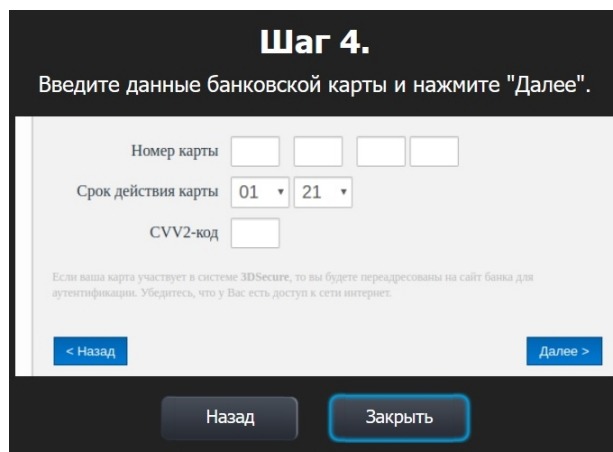 Шаг 4.
Введите данные банковской карты и нажмите "Далее".
Номер карты
Срок действия карты 01 21
CVV2-код
Если ваша карта участвует в системе 3DSecure, то вы будете переадресованы на сайт банка для
аутентификации. Убедитесь, что у Вас есть доступ к сети интернет.
< Назад Далее >
Назад Закрыть